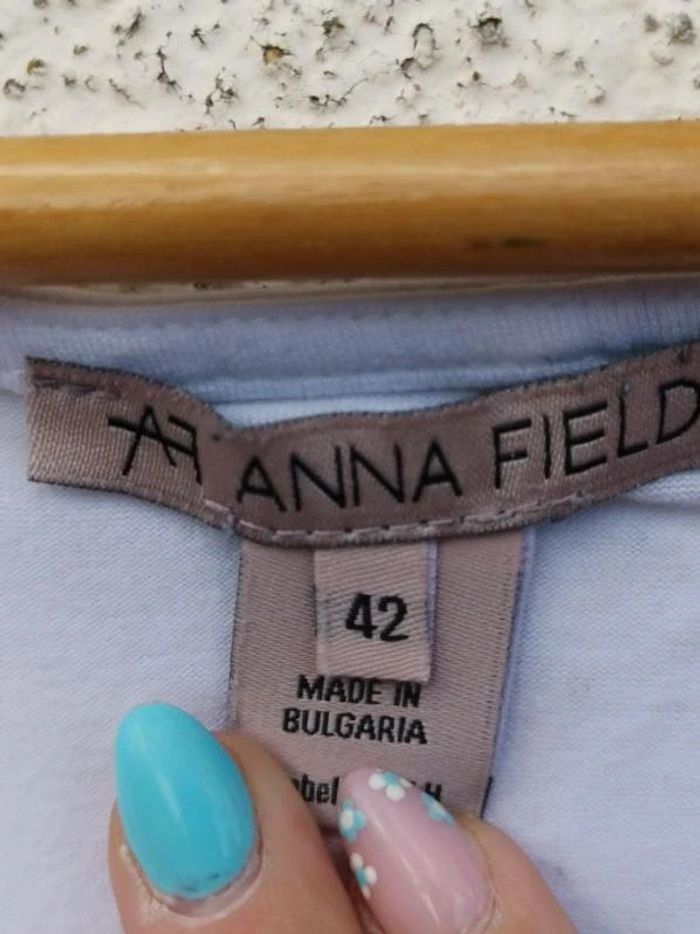 AF ANNA FIELD
42
MADE IN
BULGARIA